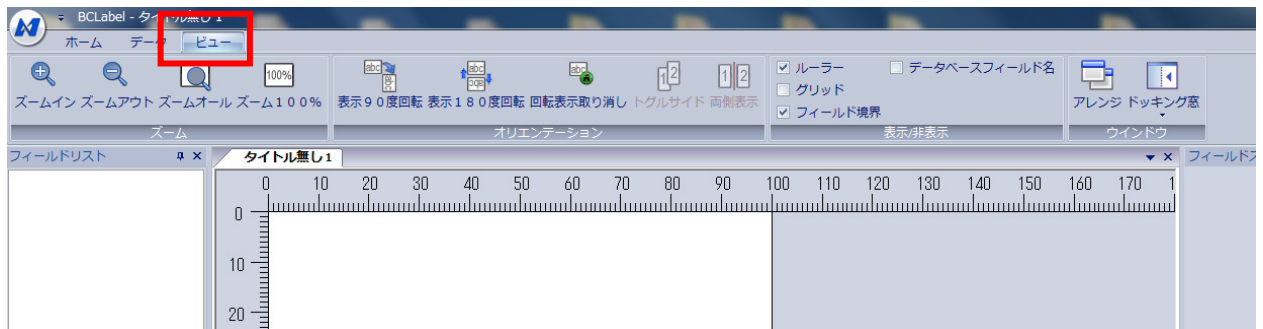 BCLabel - タイトル無し1
ホーム データ ビュー
100%
ズームイン ズームアウト ズームオール ズーム100%
ズーム
abc abc abc abc
表示90度回転 表示180度回転 回転表示取り消し トグルサイド 両側表示
1 2 1 2
オリエンテーション
ルーラー データベースフィールド名
グリッド
フィールド境界
表示/非表示
アレンジ ドッキング窓
ウインドウ
フィールドリスト
タイトル無し1
フィールド
0 10 20 30 40 50 60 70 80 90 100 110 120 130 140 150 160 170 1
0
10
20